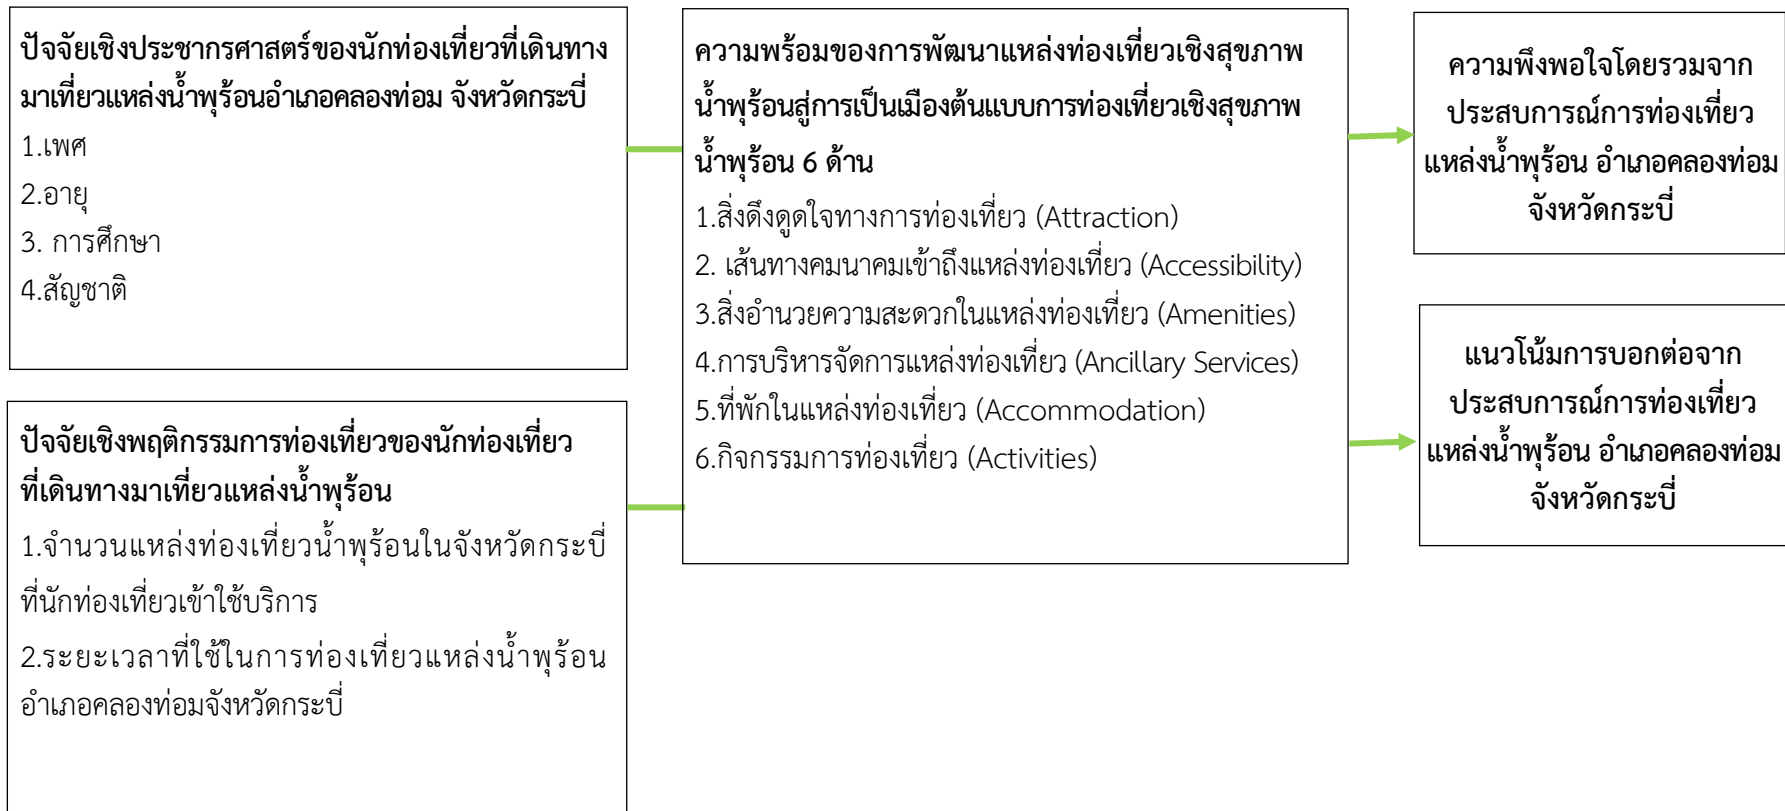 ปัจจัยเชิงประชากรศาสตร์ของนักท่องเที่ยวที่เดินทาง
มาเที่ยวแหล่งน้ำพุร้อนอำเภอคลองท่อม จังหวัดกระบี่
1.เพศ
2.อายุ
3. การศึกษา
4.สัญชาติ
ปัจจัยเชิงพฤติกรรมการท่องเที่ยวของนักท่องเที่ยว
ที่เดินทางมาเที่ยวแหล่งน้ำพุร้อน
1.จำนวนแหล่งท่องเที่ยวน้ำพุร้อนในจังหวัดกระบี่
ที่นักท่องเที่ยวเข้าใช้บริการ
2.ระยะเวลาที่ใช้ในการท่องเที่ยวแหล่งน้ำพุร้อน
อำเภอคลองท่อมจังหวัดกระบี่
ความพร้อมของการพัฒนาแหล่งท่องเที่ยวเชิงสุขภาพ
น้ำพุร้อนสู่การเป็นเมืองต้นแบบการท่องเที่ยวเชิงสุขภาพ
น้ำพุร้อน 6 ด้าน
1.สิ่งดึงดูดใจทางการท่องเที่ยว (Attraction)
2. เส้นทางคมนาคมเข้าถึงแหล่งท่องเที่ยว (Accessibility)
3.สิ่งอำนวยความสะดวกในแหล่งท่องเที่ยว (Amenities)
4.การบริหารจัดการแหล่งท่องเที่ยว (Ancillary Services)
5.ที่พักในแหล่งท่องเที่ยว (Accommodation)
6.กิจกรรมการท่องเที่ยว (Activities)
ความพึงพอใจโดยรวมจาก
ประสบการณ์การท่องเที่ยว
แหล่งน้ำพุร้อน อำเภอคลองท่อม
จังหวัดกระบี่
แนวโน้มการบอกต่อจาก
ประสบการณ์การท่องเที่ยว
แหล่งน้ำพุร้อน อำเภอคลองท่อม
จังหวัดกระบี่